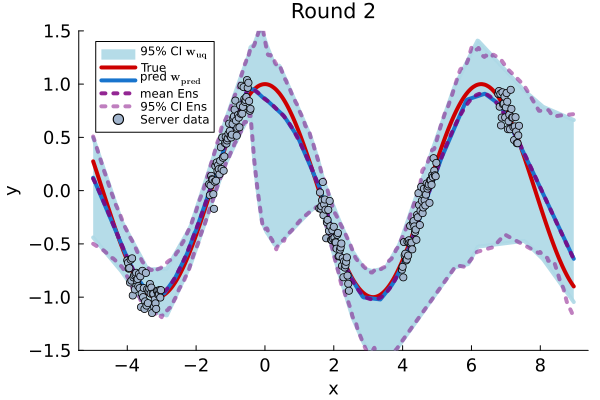 Round 2
1.5
1.0
0.5
0.0
−0.5
−1.0
−1.5
y
95% CI w_uq
True
pred w_pred
mean Ens
95% CI Ens
Server data
−4 −2 0 2 4 6 8
x